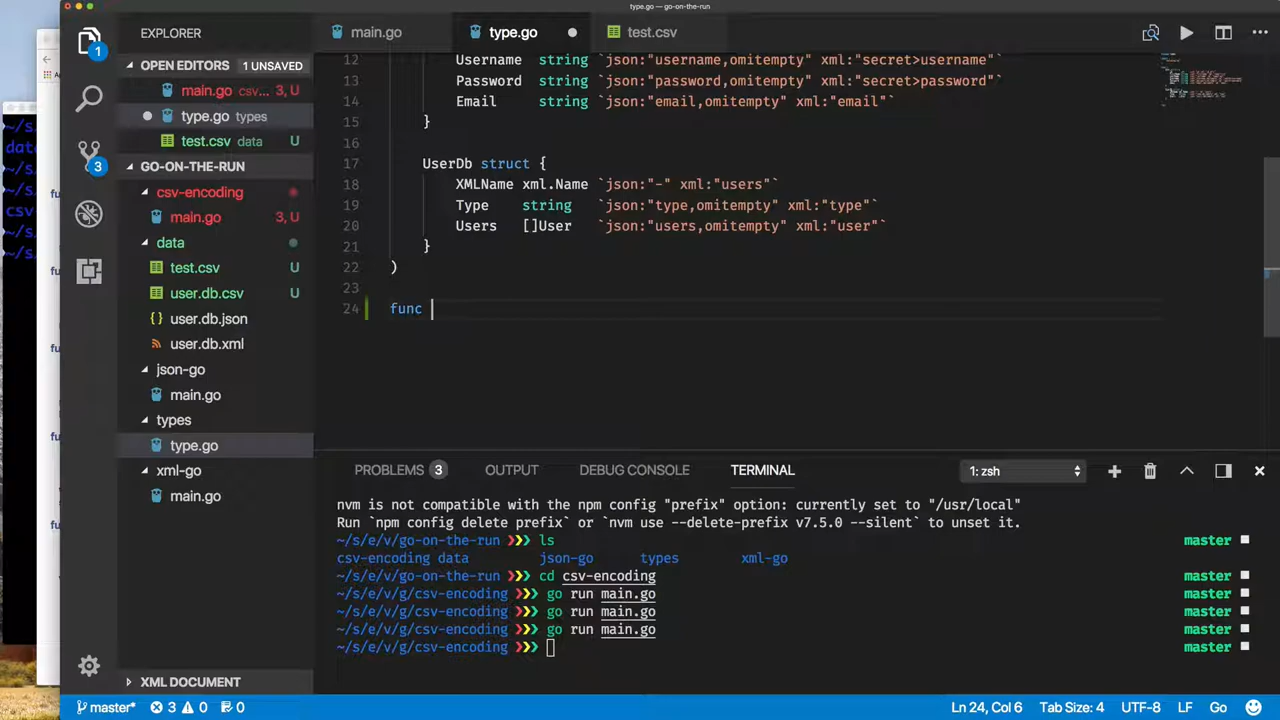 type.go — go-on-the-run
EXPLORER
main.go
type.go
test.csv
OPEN EDITORS 1 UNSAVED
main.go csv... 3, U
type.go types
test.csv data U
GO-ON-THE-RUN
csv-encoding
main.go 3, U
data
test.csv U
user.db.csv U
user.db.json
user.db.xml
json-go
main.go
types
type.go
xml-go
main.go
XML DOCUMENT
1
3
12 Username string `json:"username,omitempty" xml:"secret>username"`
13 Password string `json:"password,omitempty" xml:"secret>password"`
14 Email string `json:"email,omitempty" xml:"email"`
15 }
16
17 UserDb struct {
18 XMLName xml.Name `json:"-" xml:"users"`
19 Type string `json:"type,omitempty" xml:"type"`
20 Users []User `json:"users,omitempty" xml:"user"`
21 }
22 )
23
24 func
PROBLEMS 3 OUTPUT DEBUG CONSOLE TERMINAL 1: zsh
nvm is not compatible with the npm config "prefix" option: currently set to "/usr/local"
Run `npm config delete prefix` or `nvm use --delete-prefix v7.5.0 --silent` to unset it.
~/s/e/v/go-on-the-run ❯❯❯ ls master
csv-encoding data json-go types xml-go
~/s/e/v/go-on-the-run ❯❯❯ cd csv-encoding master
~/s/e/v/g/csv-encoding ❯❯❯ go run main.go master
~/s/e/v/g/csv-encoding ❯❯❯ go run main.go master
~/s/e/v/g/csv-encoding ❯❯❯ go run main.go master
~/s/e/v/g/csv-encoding ❯❯❯ master
master* 3 0 0 Ln 24, Col 6 Tab Size: 4 UTF-8 LF Go